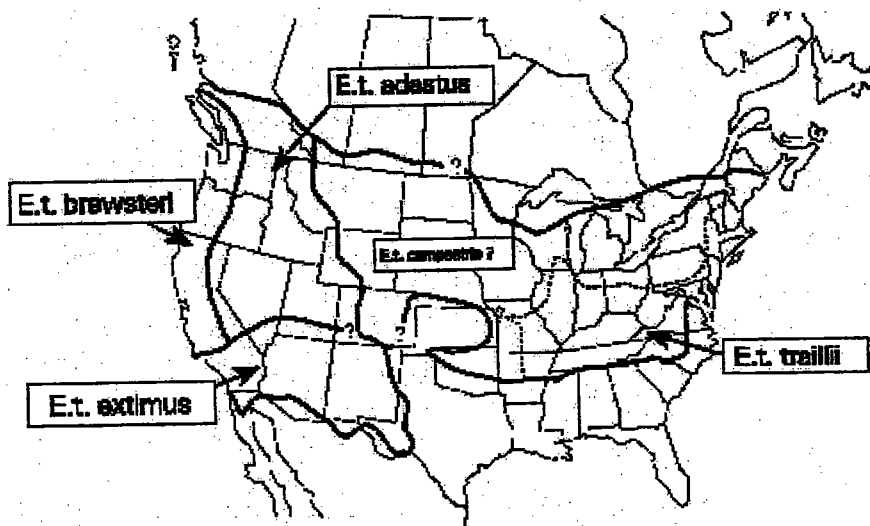 E.t. adastus
?
E.t. brewsteri
E.t. campestris ?
?
?
E.t. traillii
E.t. extimus